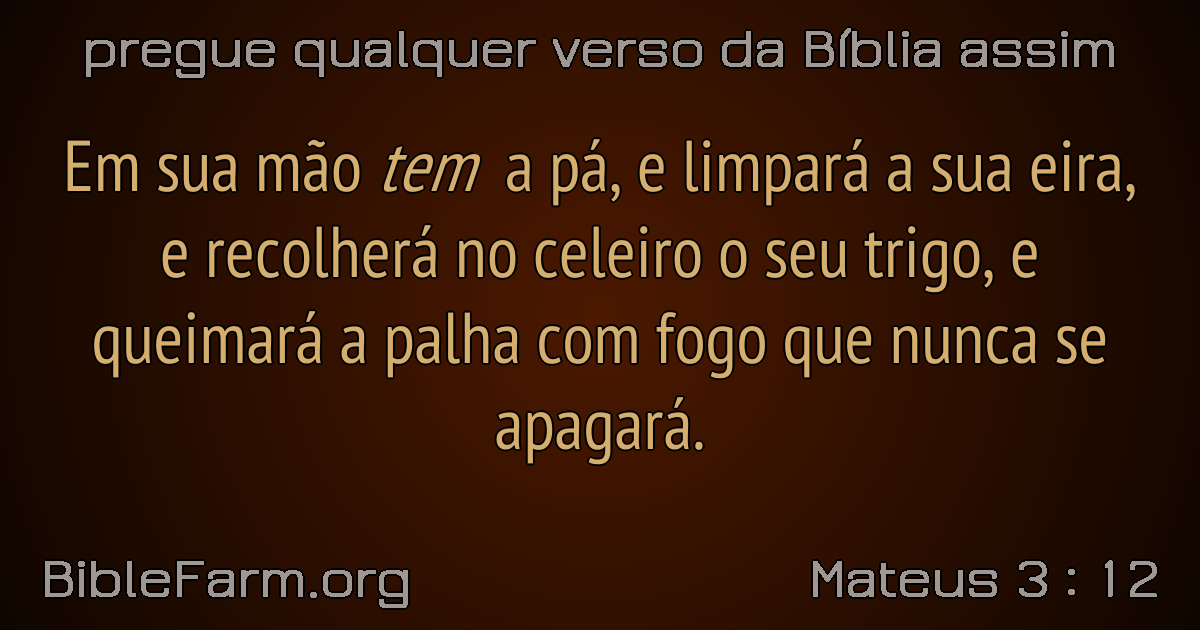 pregue qualquer verso da Bíblia assim
Em sua mão tem a pá, e limpará a sua eira,
e recolherá no celeiro o seu trigo, e
queimará a palha com fogo que nunca se
apagará.
BibleFarm.org
Mateus 3 : 12